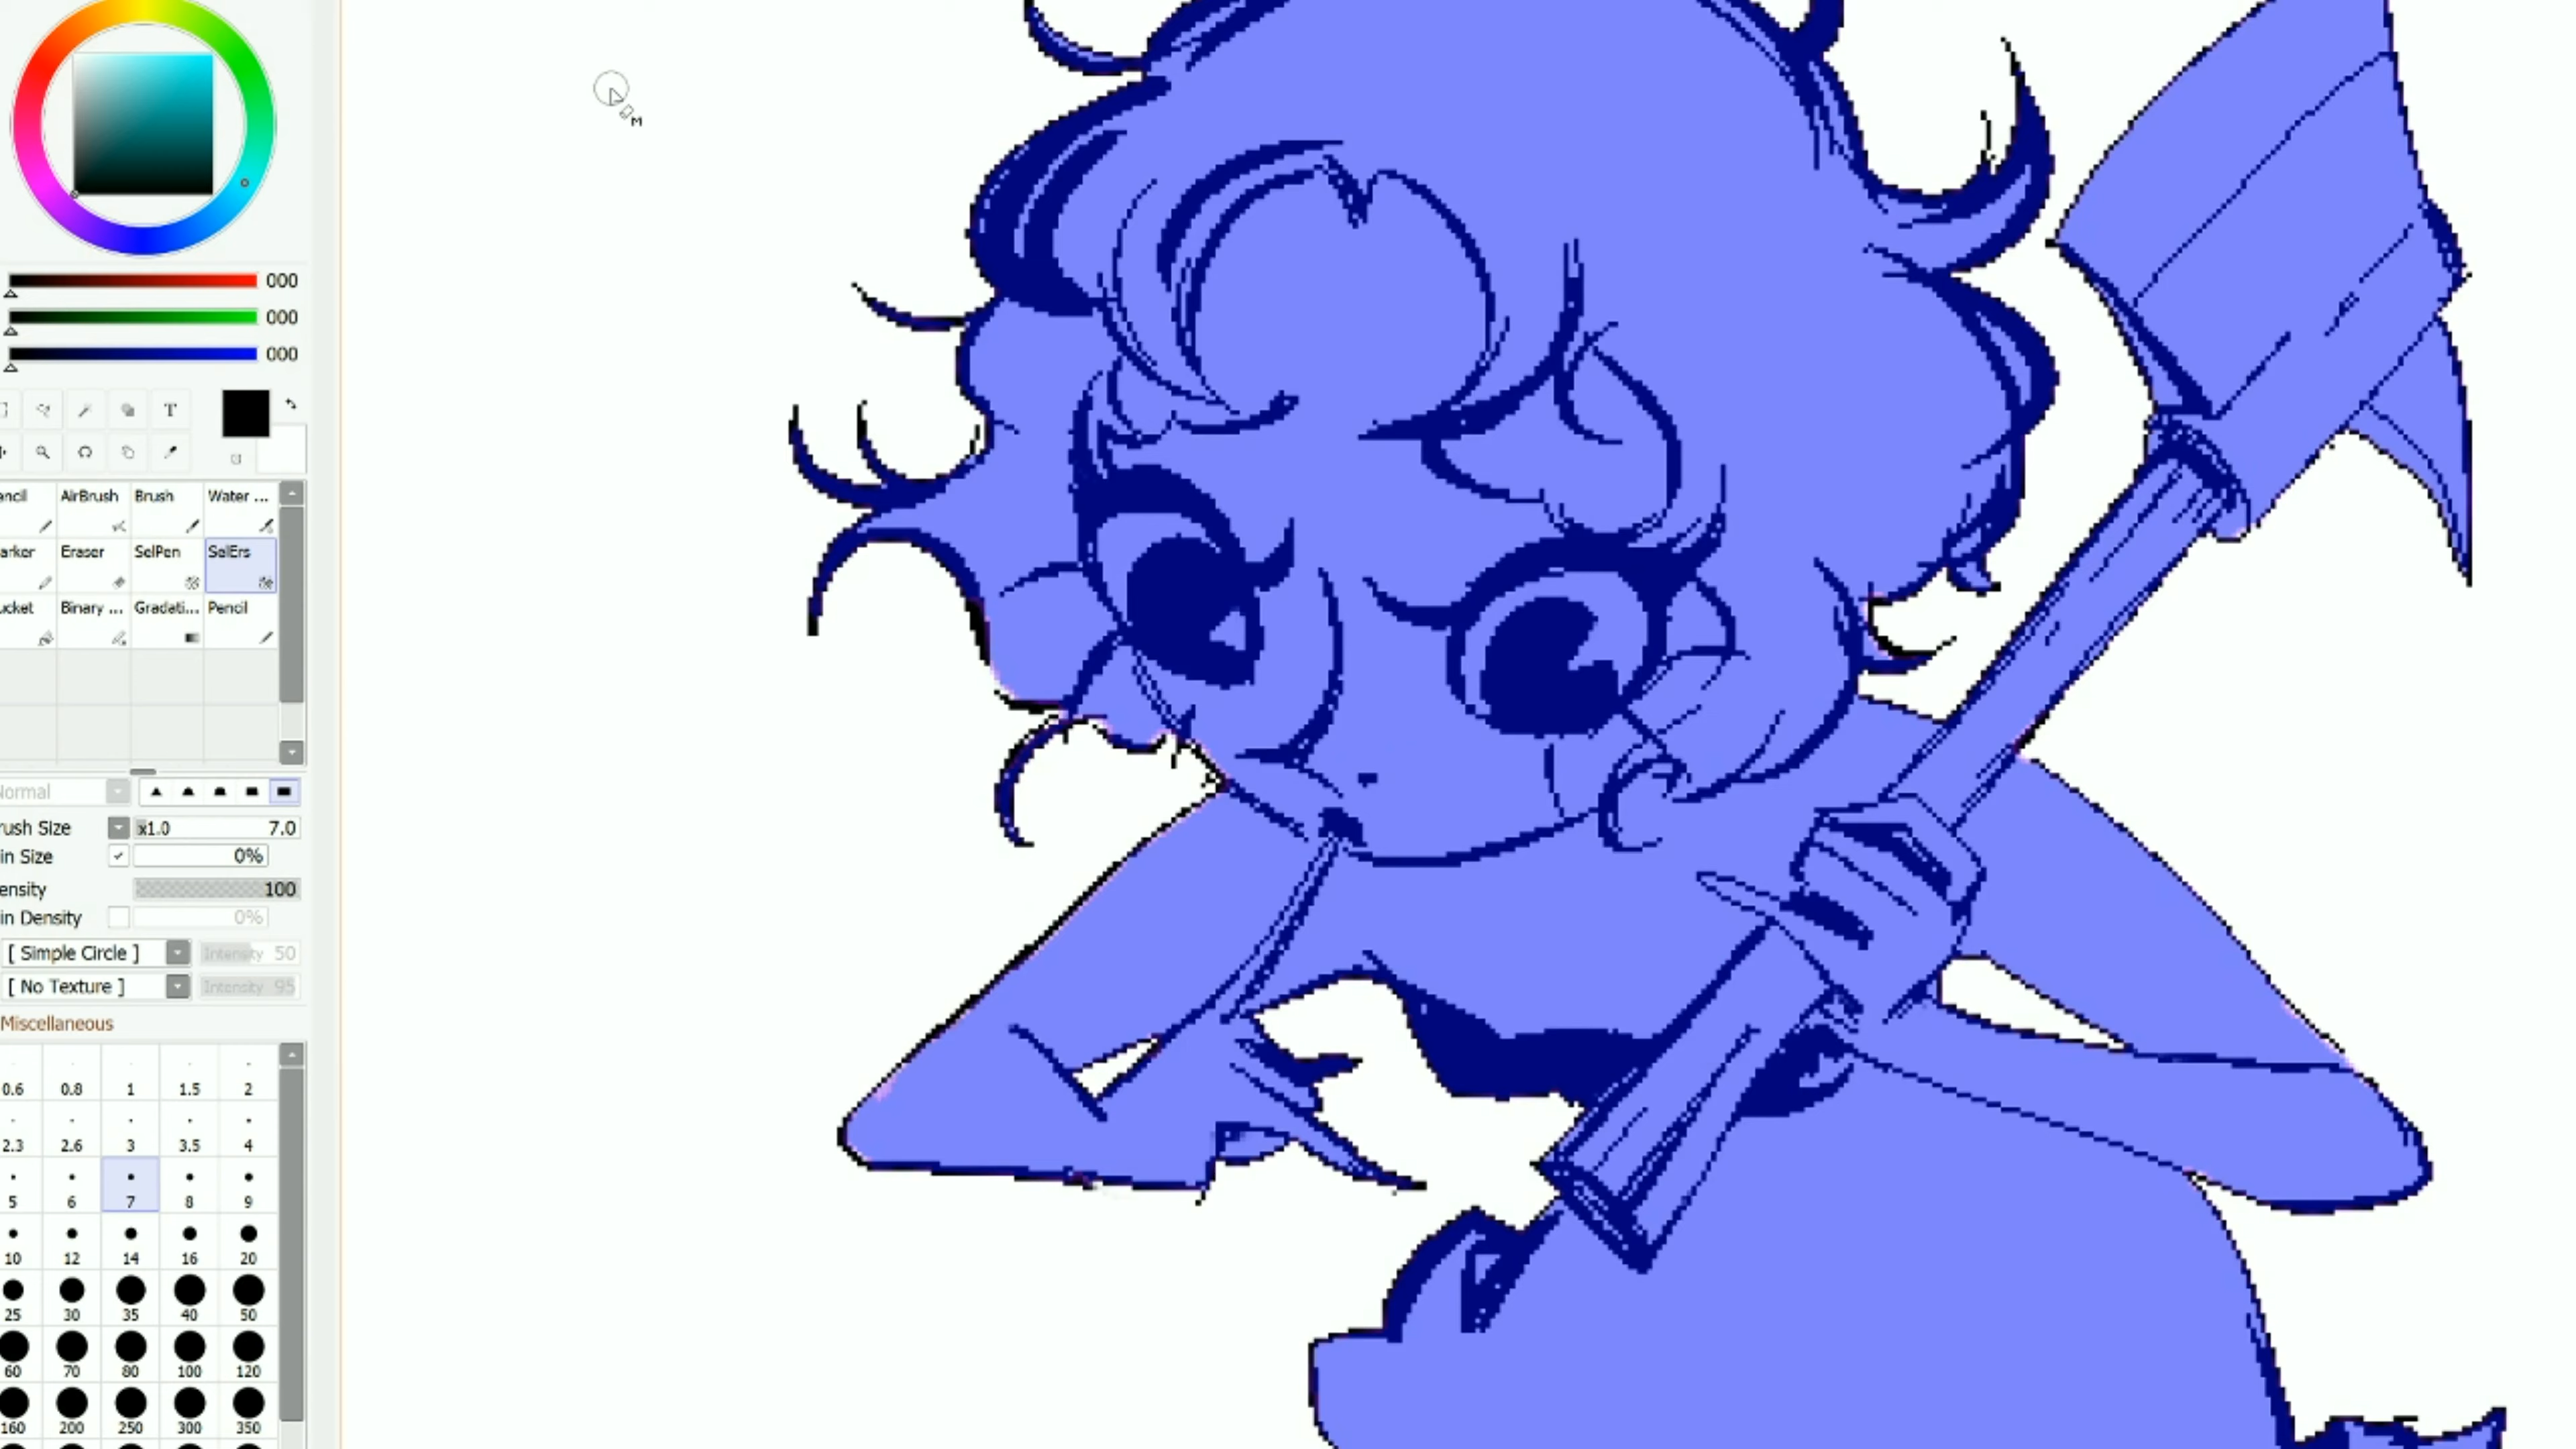 000
000
000
T
encil AirBrush Brush Water ...
arker Eraser SelPen SelErs
ucket Binary ... Gradati... Pencil
Normal
rush Size x1.0 7.0
in Size 0%
ensity 100
in Density 0%
[ Simple Circle ] Intensity 50
[ No Texture ] Intensity 95
Miscellaneous
0.6 0.8 1 1.5 2
2.3 2.6 3 3.5 4
5 6 7 8 9
10 12 14 16 20
25 30 35 40 50
60 70 80 100 120
160 200 250 300 350
M